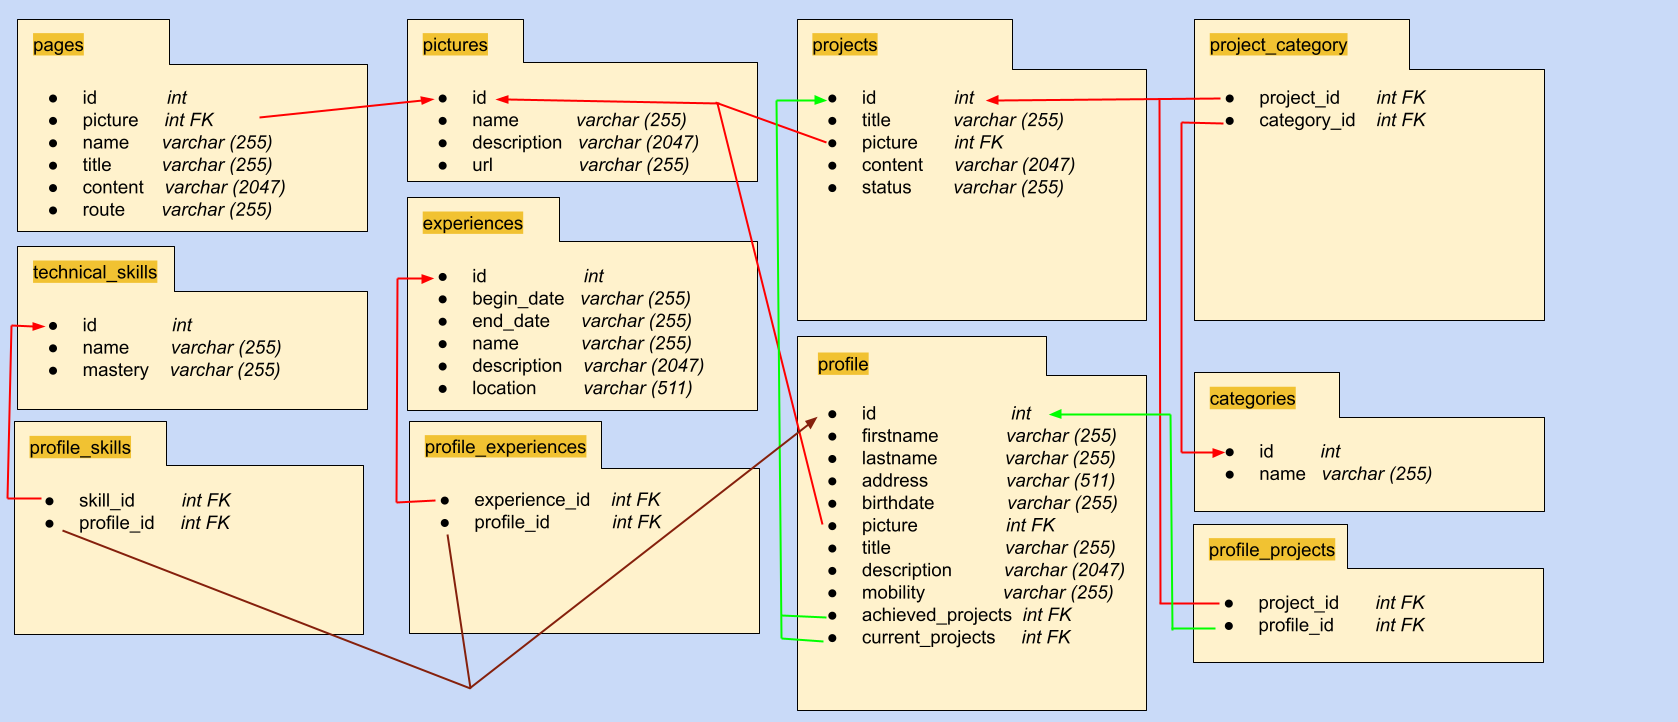 pages
id int
picture int FK
name varchar (255)
title varchar (255)
content varchar (2047)
route varchar (255)
technical_skills
id int
name varchar (255)
mastery varchar (255)
profile_skills
skill_id int FK
profile_id int FK
pictures
id
name varchar (255)
description varchar (2047)
url varchar (255)
experiences
id int
begin_date varchar (255)
end_date varchar (255)
name varchar (255)
description varchar (2047)
location varchar (511)
profile_experiences
experience_id int FK
profile_id int FK
projects
id int
title varchar (255)
picture int FK
content varchar (2047)
status varchar (255)
profile
id int
firstname varchar (255)
lastname varchar (255)
address varchar (511)
birthdate varchar (255)
picture int FK
title varchar (255)
description varchar (2047)
mobility varchar (255)
achieved_projects int FK
current_projects int FK
project_category
project_id int FK
category_id int FK
categories
id int
name varchar (255)
profile_projects
project_id int FK
profile_id int FK